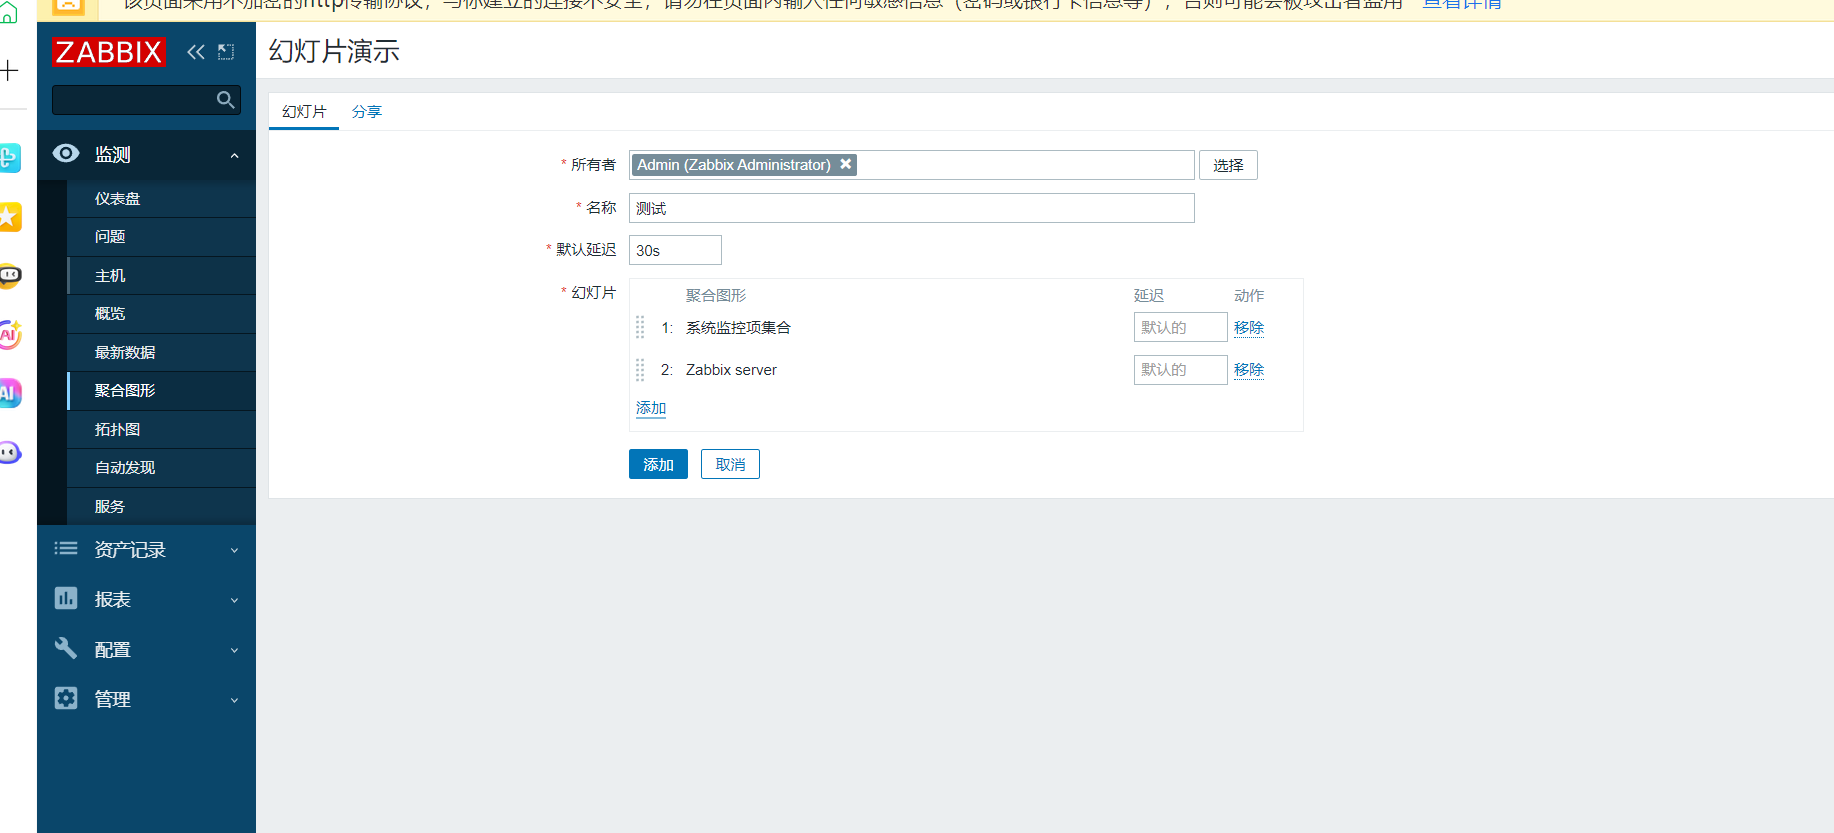 该页面采用不加密的http传输协议，与你建立的连接不安全，请勿在页面内输入任何敏感信息（密码或银行卡信息等），否则可能会被攻击者盗用 查看详情
ZABBIX
幻灯片演示
幻灯片 分享
监测
仪表盘
问题
主机
概览
最新数据
聚合图形
拓扑图
自动发现
服务
资产记录
报表
配置
管理
* 所有者 Admin (Zabbix Administrator) 选择
* 名称 测试
* 默认延迟 30s
* 幻灯片 聚合图形 延迟 动作
1: 系统监控项集合 默认的 移除
2: Zabbix server 默认的 移除
添加
添加 取消
AI
AI